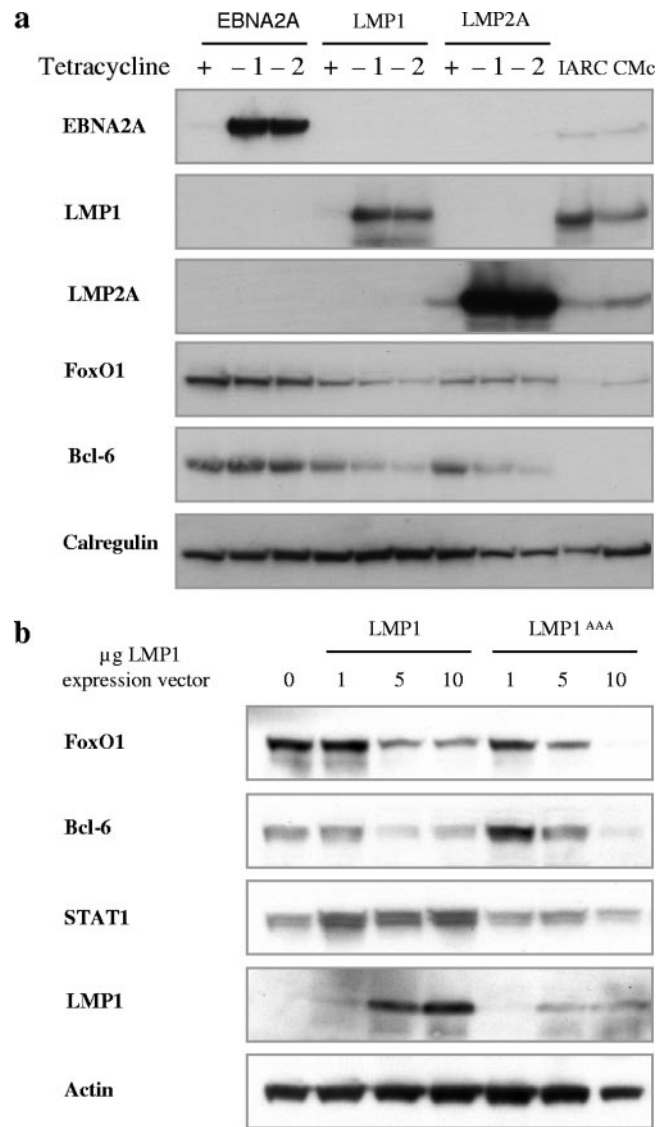 a
EBNA2A LMP1 LMP2A
Tetracycline + – 1 – 2 + – 1 – 2 + – 1 – 2 IARC CMc
EBNA2A
LMP1
LMP2A
FoxO1
Bcl-6
Calregulin
b
LMP1 LMP1 AAA
µg LMP1
expression vector 0 1 5 10 1 5 10
FoxO1
Bcl-6
STAT1
LMP1
Actin